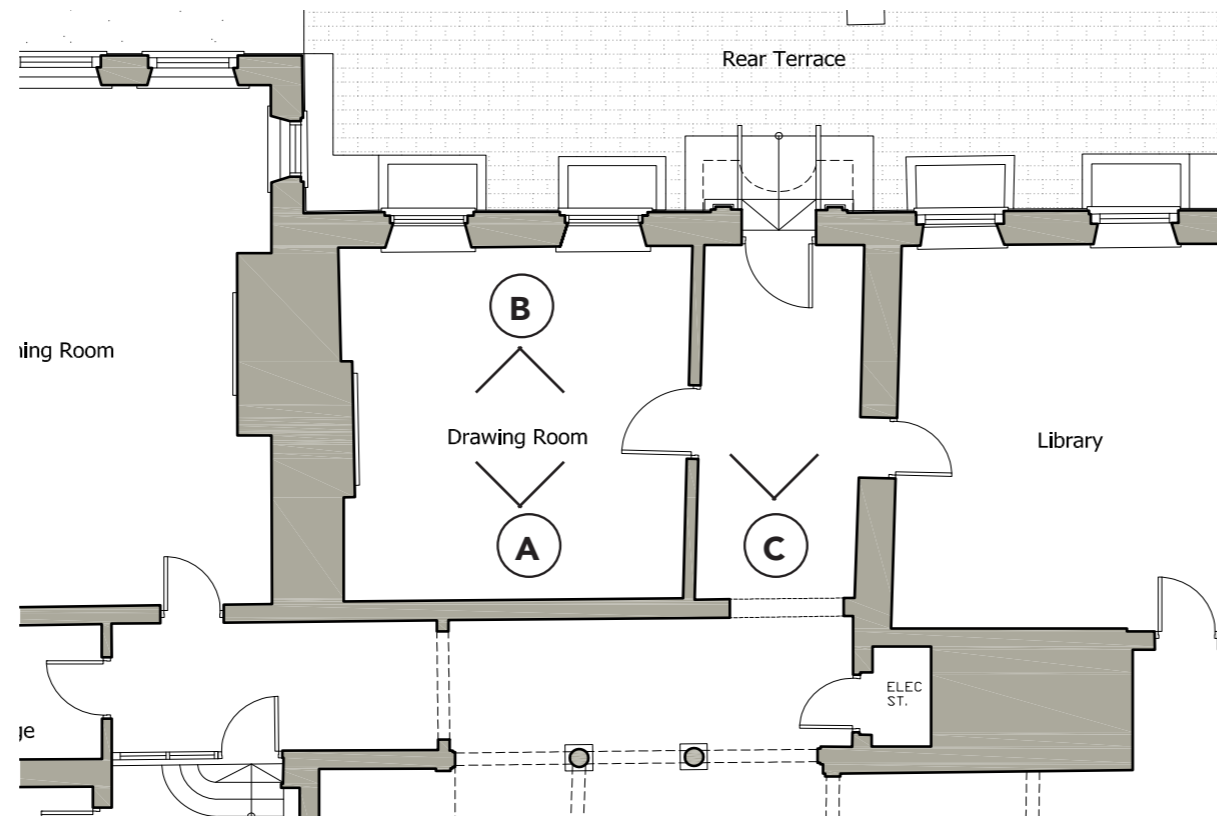 Rear Terrace
B
ning Room
Drawing Room
Library
A
C
ELEC
ST.
ge